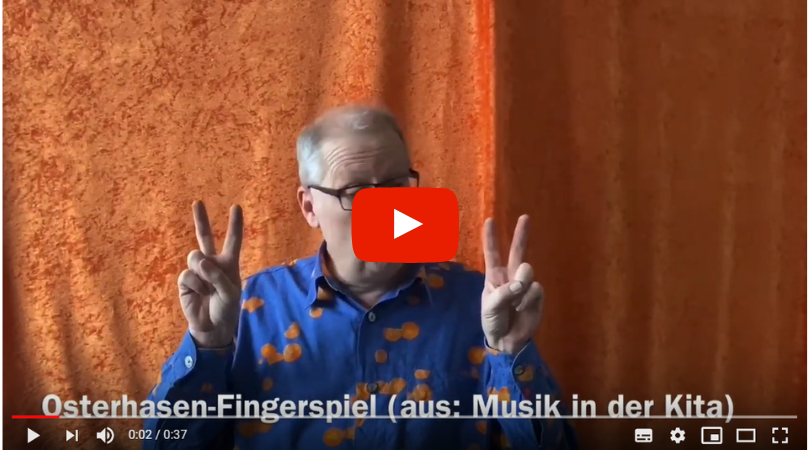 Osterhasen-Fingerspiel (aus: Musik in der Kita)
0:02 / 0:37